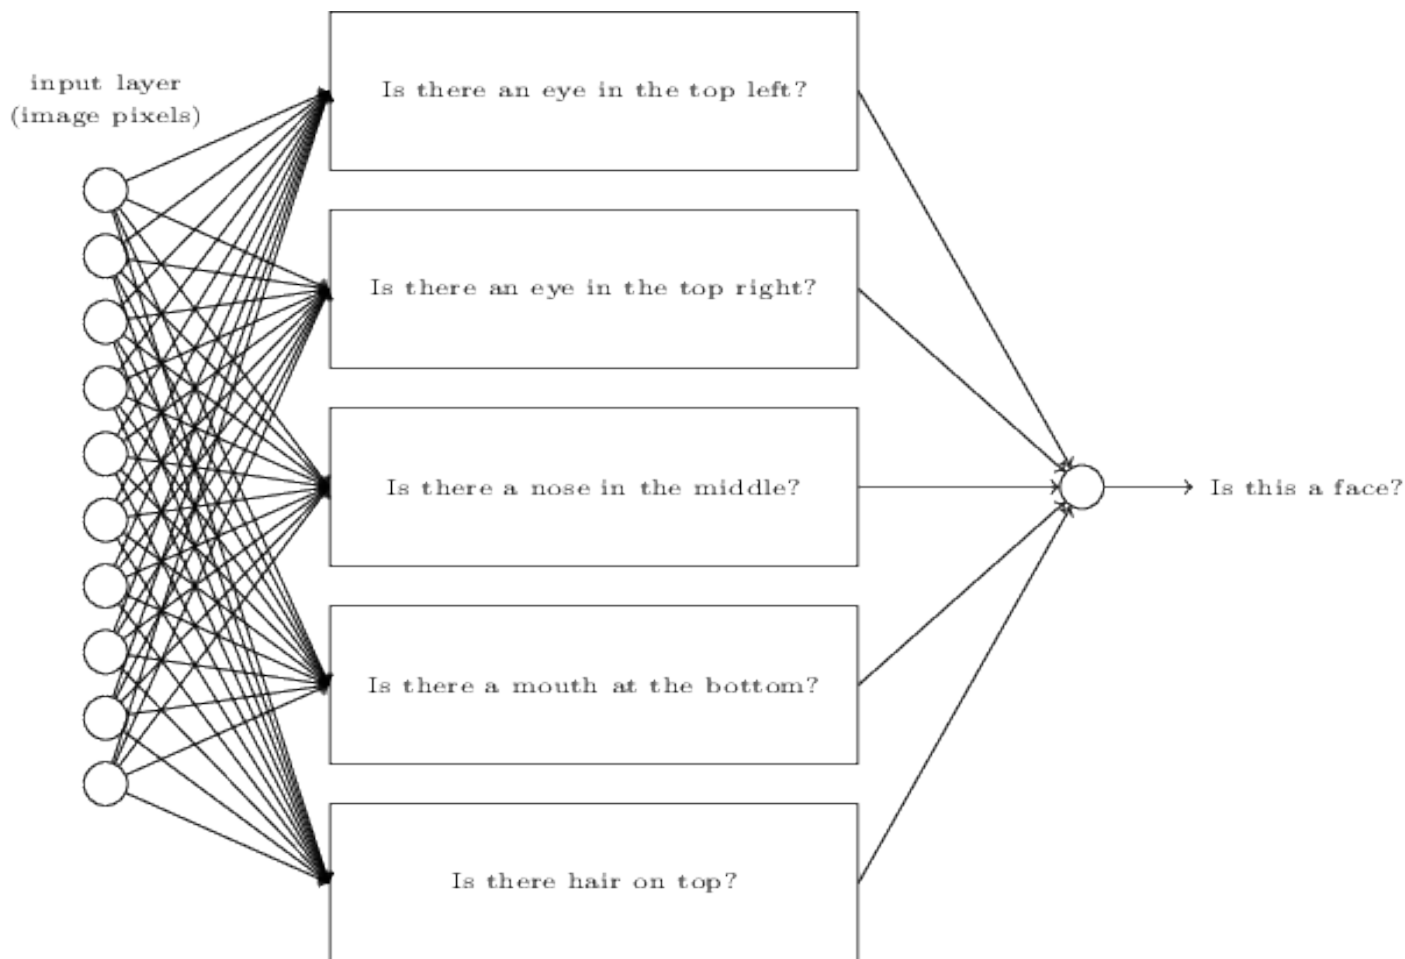 input layer
(image pixels)
Is there an eye in the top left?
Is there an eye in the top right?
Is there a nose in the middle?
Is there a mouth at the bottom?
Is there hair on top?
Is this a face?